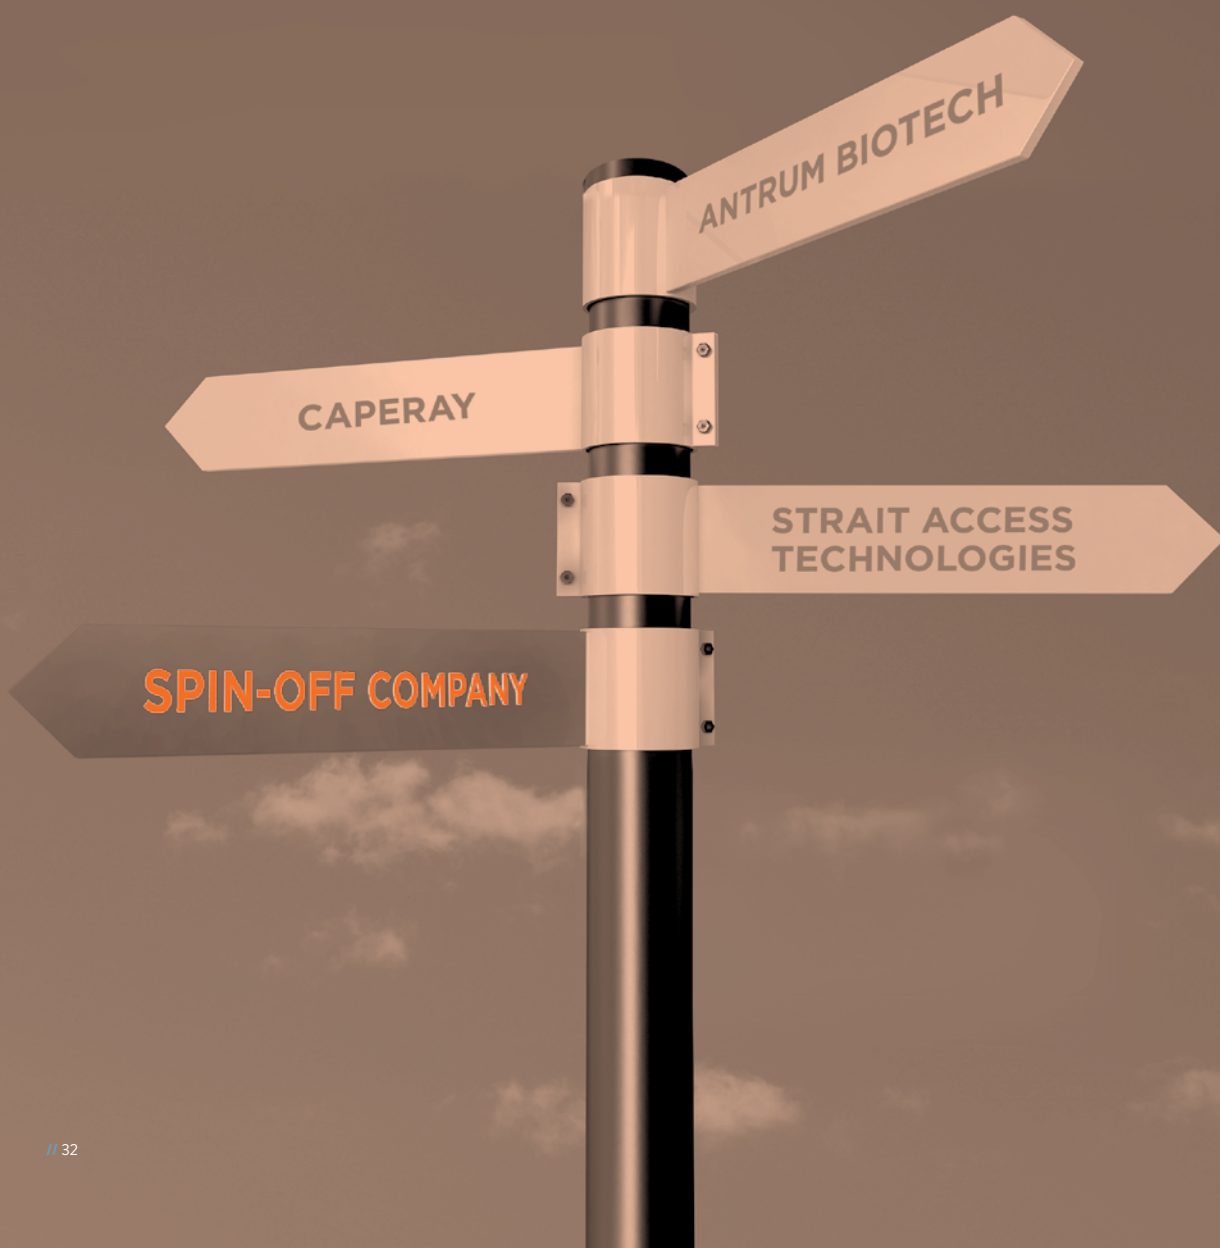 ANTRUM BIOTECH
CAPERAY
STRAIT ACCESS
TECHNOLOGIES
SPIN-OFF COMPANY
// 32